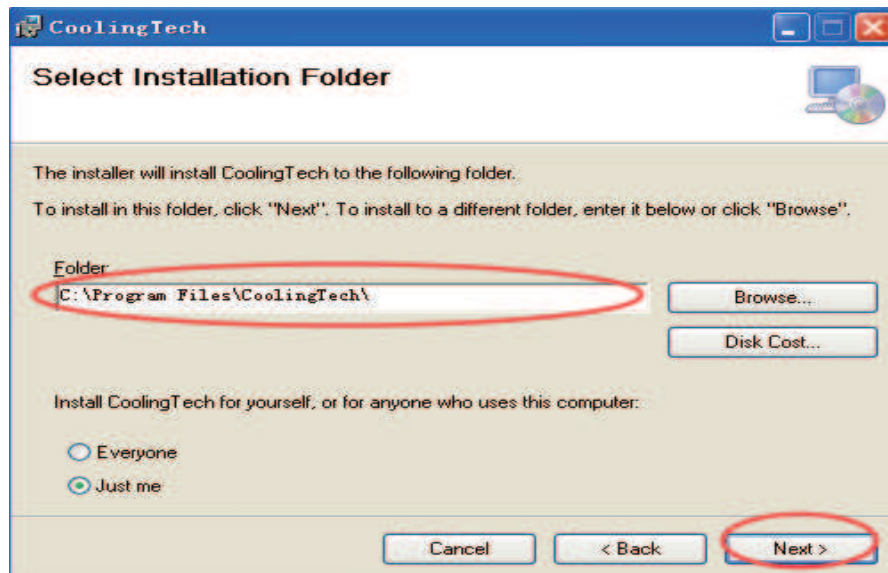 CoolingTech
Select Installation Folder
The installer will install CoolingTech to the following folder.
To install in this folder, click "Next". To install to a different folder, enter it below or click "Browse".
Folder:
C:\Program Files\CoolingTech\
Browse...
Disk Cost...
Install CoolingTech for yourself, or for anyone who uses this computer:
Everyone
Just me
Cancel
< Back
Next >